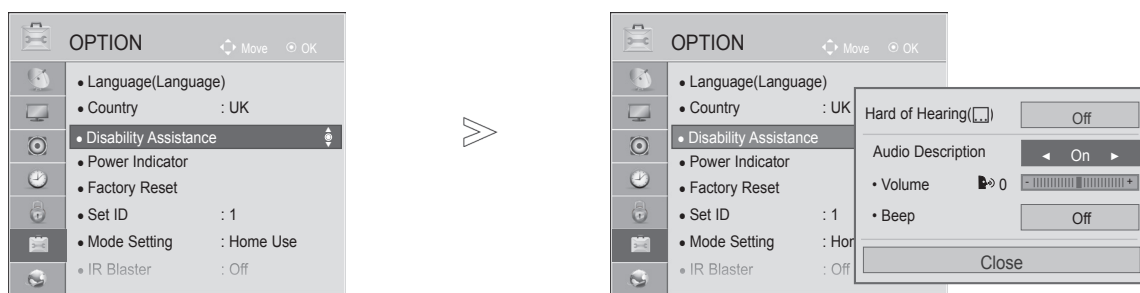 OPTION Move OK
• Language(Language)
• Country : UK
• Disability Assistance
• Power Indicator
• Factory Reset
• Set ID : 1
• Mode Setting : Home Use
• IR Blaster : Off
OPTION Move OK
• Language(Language)
• Country : UK
• Disability Assistance
• Power Indicator
• Factory Reset
• Set ID : 1
• Mode Setting : Hor
• IR Blaster : Off
Hard of Hearing( ) Off
Audio Description ◄ On ►
• Volume 0 - +
• Beep Off
Close